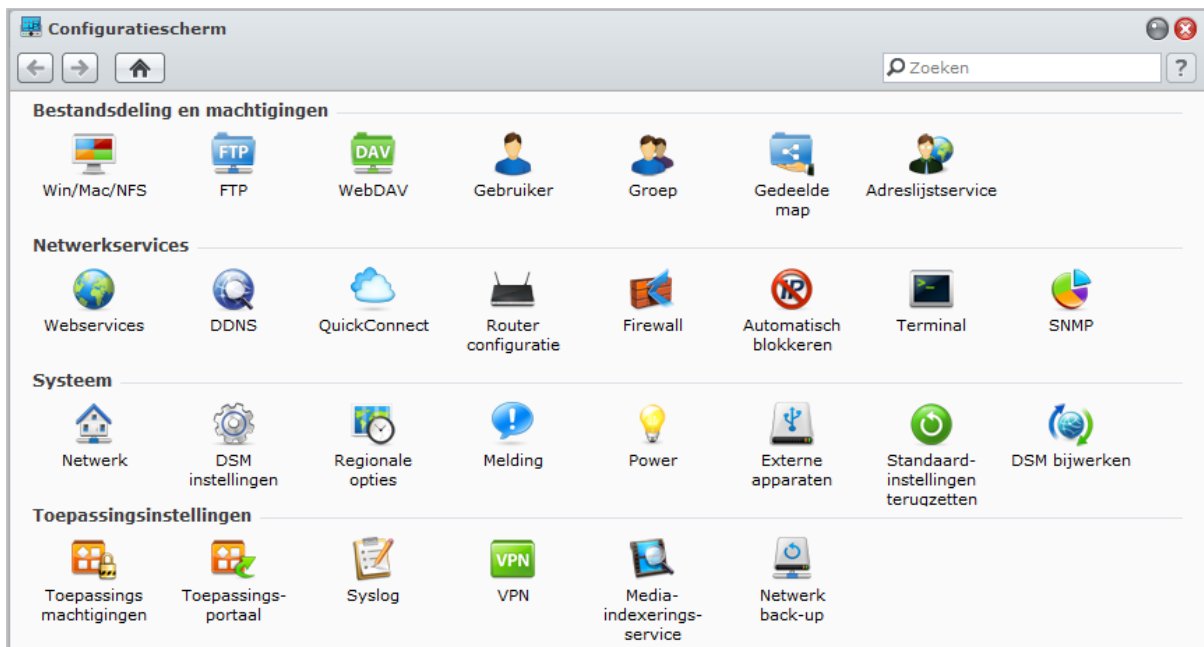 Configuratiescherm
Zoeken
?
Bestandsdeling en machtigingen
FTP
DAV
Win/Mac/NFS
FTP
WebDAV
Gebruiker
Groep
Gedeelde
map
Adreslijstservice
Netwerkservices
IP
>_
Webservices
DDNS
QuickConnect
Router
configuratie
Firewall
Automatisch
blokkeren
Terminal
SNMP
Systeem
Netwerk
DSM
instellingen
Regionale
opties
Melding
Power
Externe
apparaten
Standaard-
instellingen
terugzetten
DSM bijwerken
Toepassingsinstellingen
VPN
Toepassings
machtigingen
Toepassings-
portaal
Syslog
VPN
Media-
indexerings-
service
Netwerk
back-up